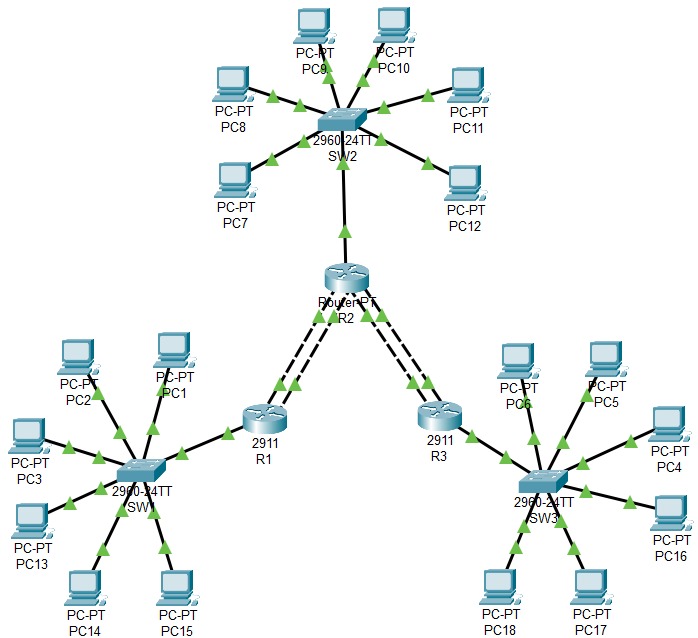 PC-PT
PC9
PC-PT
PC10
PC-PT
PC8
PC-PT
PC11
2960-24TT
SW2
PC-PT
PC7
PC-PT
PC12
Router-PT
R2
PC-PT
PC2
PC-PT
PC1
PC-PT
PC6
PC-PT
PC5
2911
R1
2911
R3
PC-PT
PC3
PC-PT
PC4
2960-24TT
SW1
2960-24TT
SW3
PC-PT
PC13
PC-PT
PC16
PC-PT
PC14
PC-PT
PC15
PC-PT
PC18
PC-PT
PC17